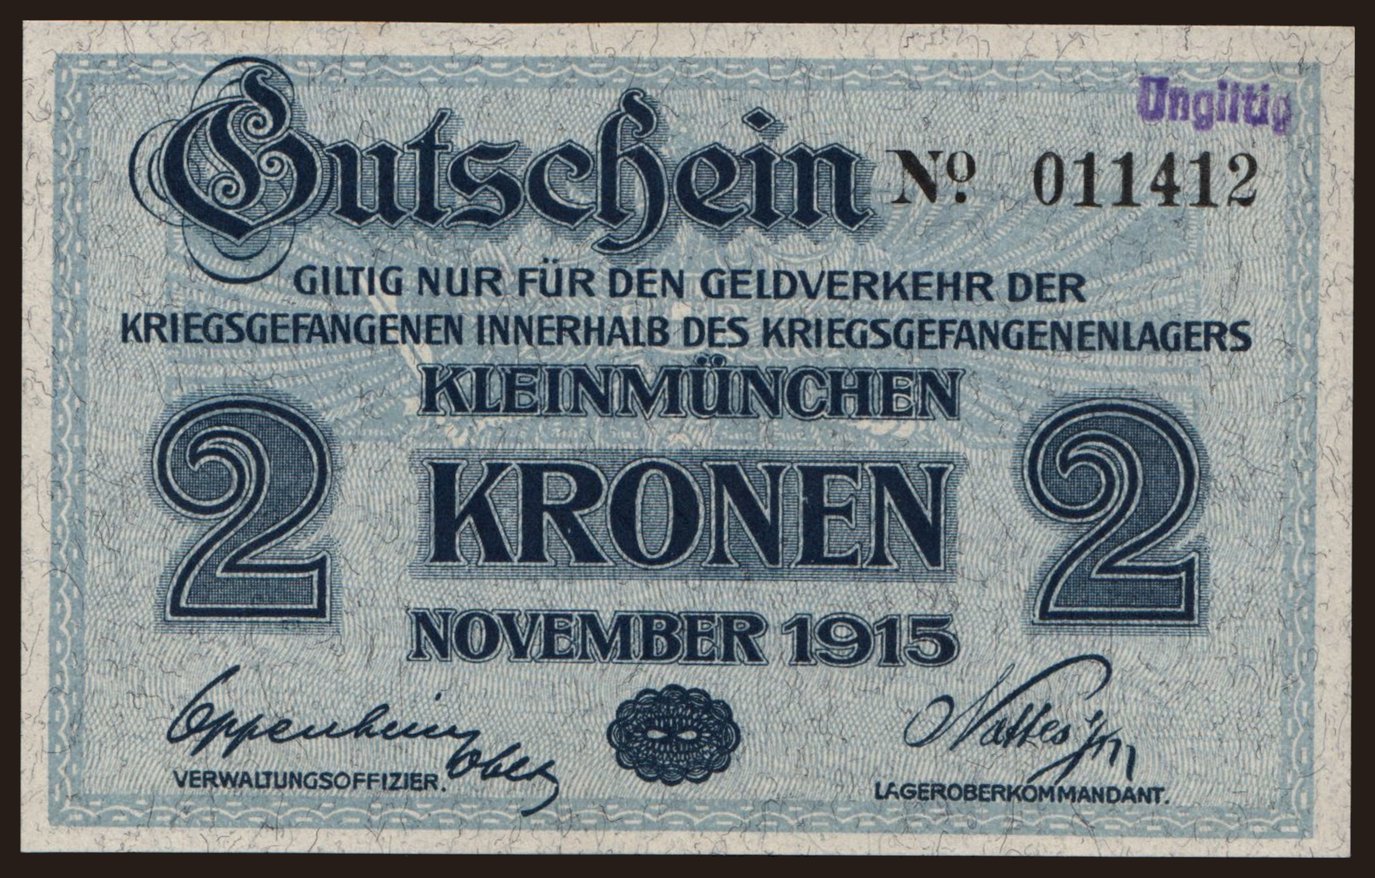 Ungiltig
Gutschein
Nº 011412
GILTIG NUR FÜR DEN GELDVERKEHR DER
KRIEGSGEFANGENEN INNERHALB DES KRIEGSGEFANGENENLAGERS
KLEINMÜNCHEN
2 KRONEN 2
NOVEMBER 1915
Oppenheim
VERWALTUNGSOFFIZIER.
LAGEROBERKOMMANDANT.